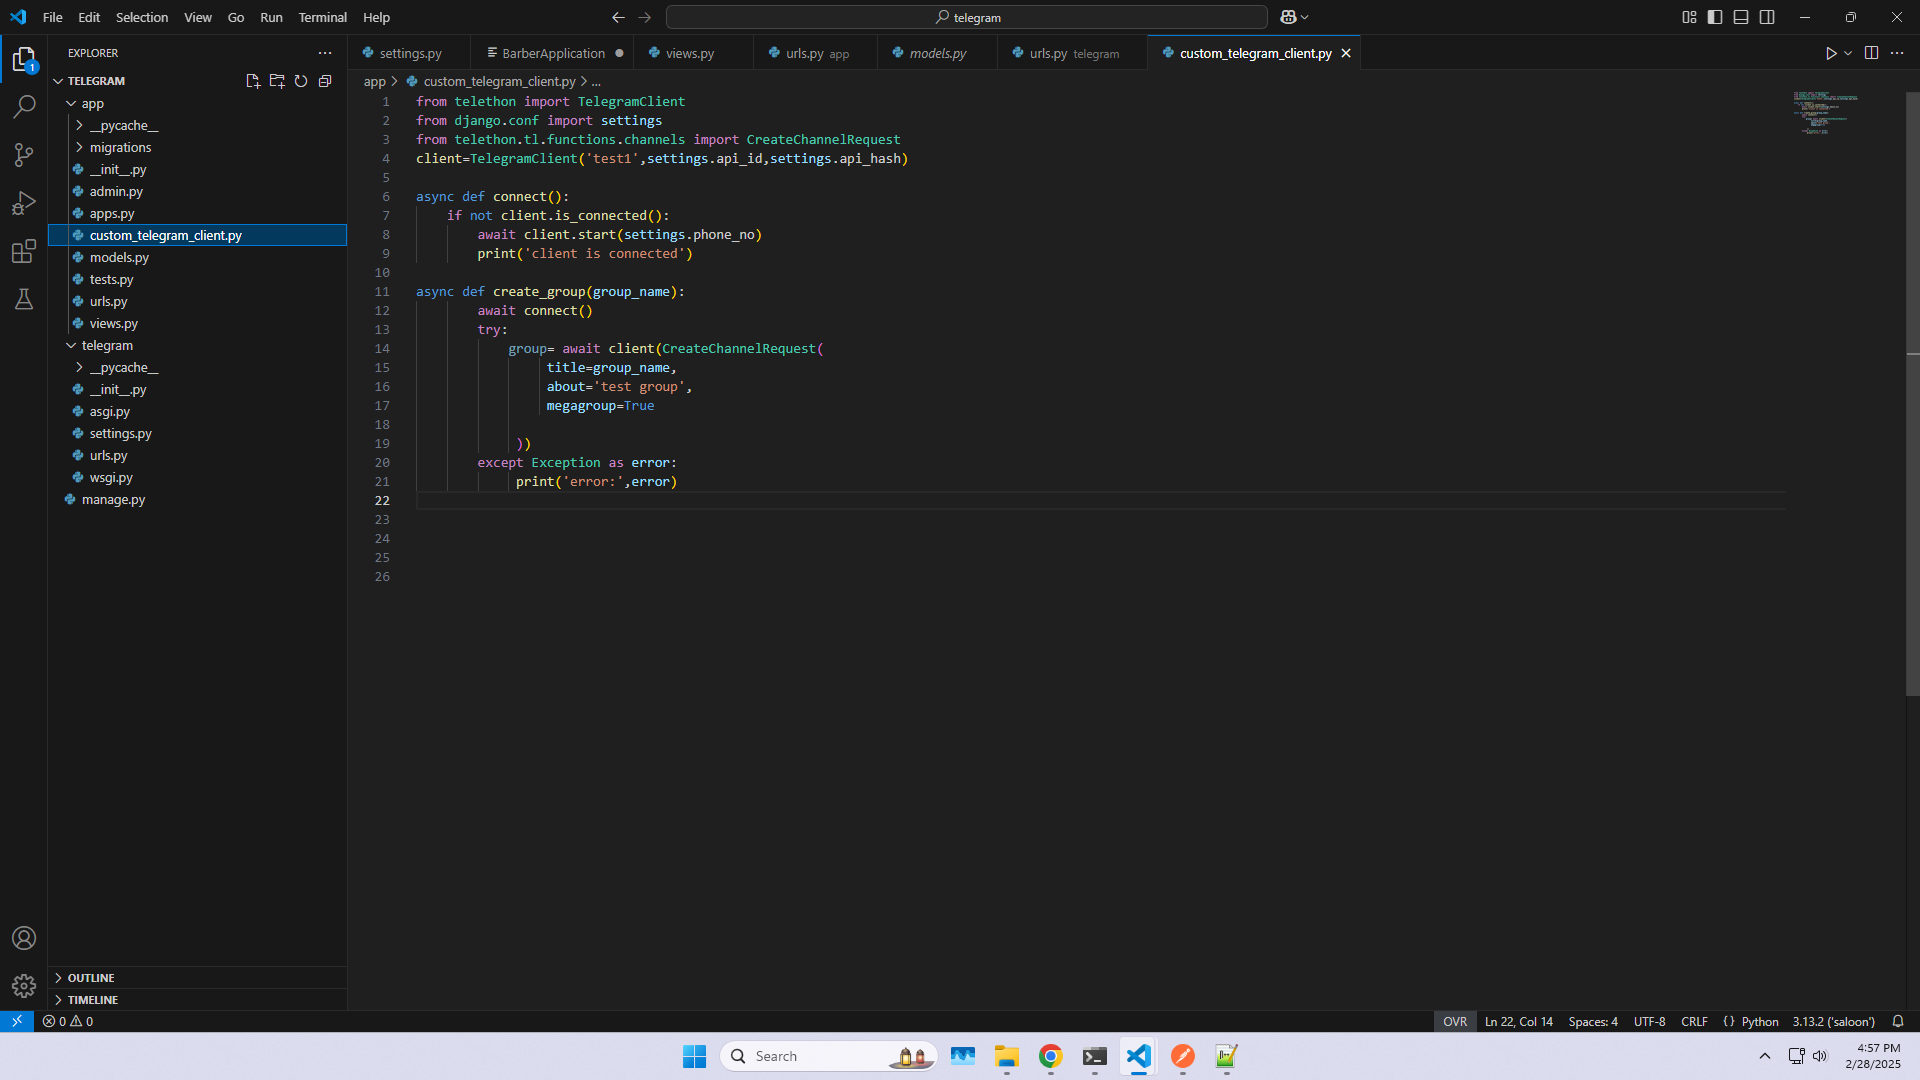 File Edit Selection View Go Run Terminal Help
telegram
EXPLORER
settings.py
BarberApplication
views.py
urls.py app
models.py
urls.py telegram
custom_telegram_client.py
TELEGRAM
app > custom_telegram_client.py > ...
app
__pycache__
migrations
__init__.py
admin.py
apps.py
custom_telegram_client.py
models.py
tests.py
urls.py
views.py
telegram
__pycache__
__init__.py
asgi.py
settings.py
urls.py
wsgi.py
manage.py
OUTLINE
TIMELINE
1 from telethon import TelegramClient
2 from django.conf import settings
3 from telethon.tl.functions.channels import CreateChannelRequest
4 client=TelegramClient('test1',settings.api_id,settings.api_hash)
5
6 async def connect():
7 if not client.is_connected():
8 await client.start(settings.phone_no)
9 print('client is connected')
10
11 async def create_group(group_name):
12 await connect()
13 try:
14 group= await client(CreateChannelRequest(
15 title=group_name,
16 about='test group',
17 megagroup=True
18
19 ))
20 except Exception as error:
21 print('error:',error)
22
23
24
25
26
1
0 0
OVR
Ln 22, Col 14
Spaces: 4
UTF-8
CRLF
{ } Python
3.13.2 ('saloon')
Search
4:57 PM
2/28/2025